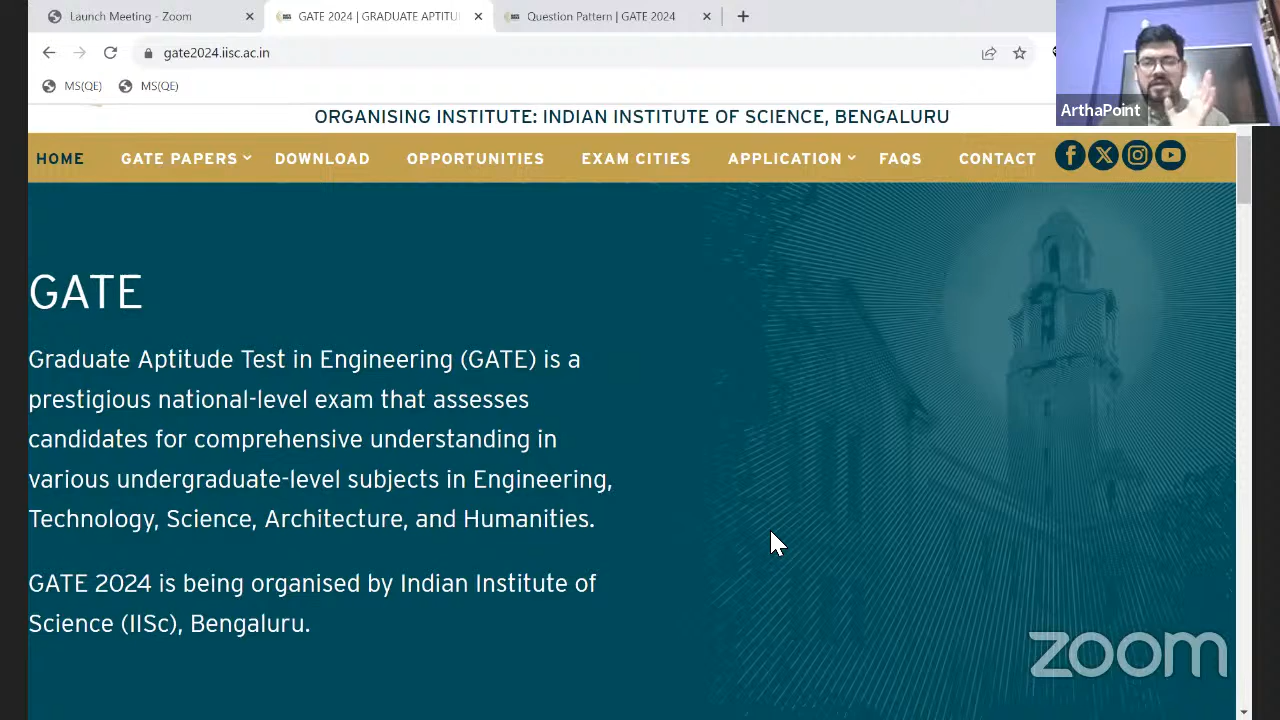 Launch Meeting - Zoom
GATE 2024 | GRADUATE APTITU
Question Pattern | GATE 2024
gate2024.iisc.ac.in
MS(QE)
MS(QE)
ArthaPoint
ORGANISING INSTITUTE: INDIAN INSTITUTE OF SCIENCE, BENGALURU
HOME GATE PAPERS DOWNLOAD OPPORTUNITIES EXAM CITIES APPLICATION FAQS CONTACT
GATE
Graduate Aptitude Test in Engineering (GATE) is a
prestigious national-level exam that assesses
candidates for comprehensive understanding in
various undergraduate-level subjects in Engineering,
Technology, Science, Architecture, and Humanities.
GATE 2024 is being organised by Indian Institute of
Science (IISc), Bengaluru.
zoom